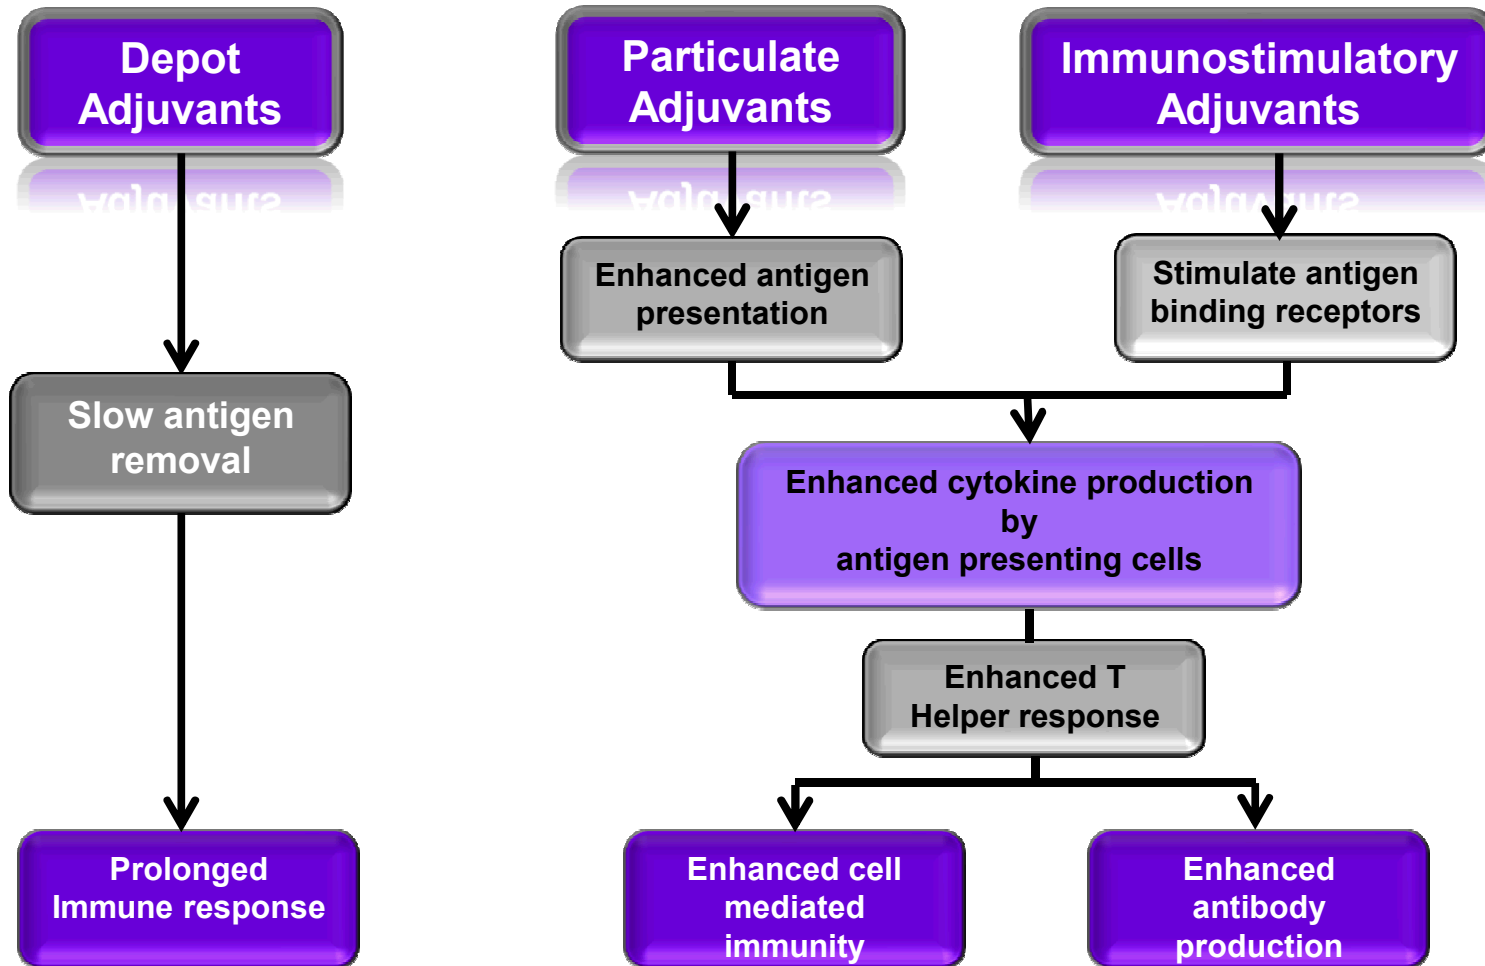 Depot
Adjuvants
Particulate
Adjuvants
Immunostimulatory
Adjuvants
Enhanced antigen
presentation
Stimulate antigen
binding receptors
Slow antigen
removal
Enhanced cytokine production
by
antigen presenting cells
Enhanced T
Helper response
Prolonged
Immune response
Enhanced cell
mediated
immunity
Enhanced
antibody
production